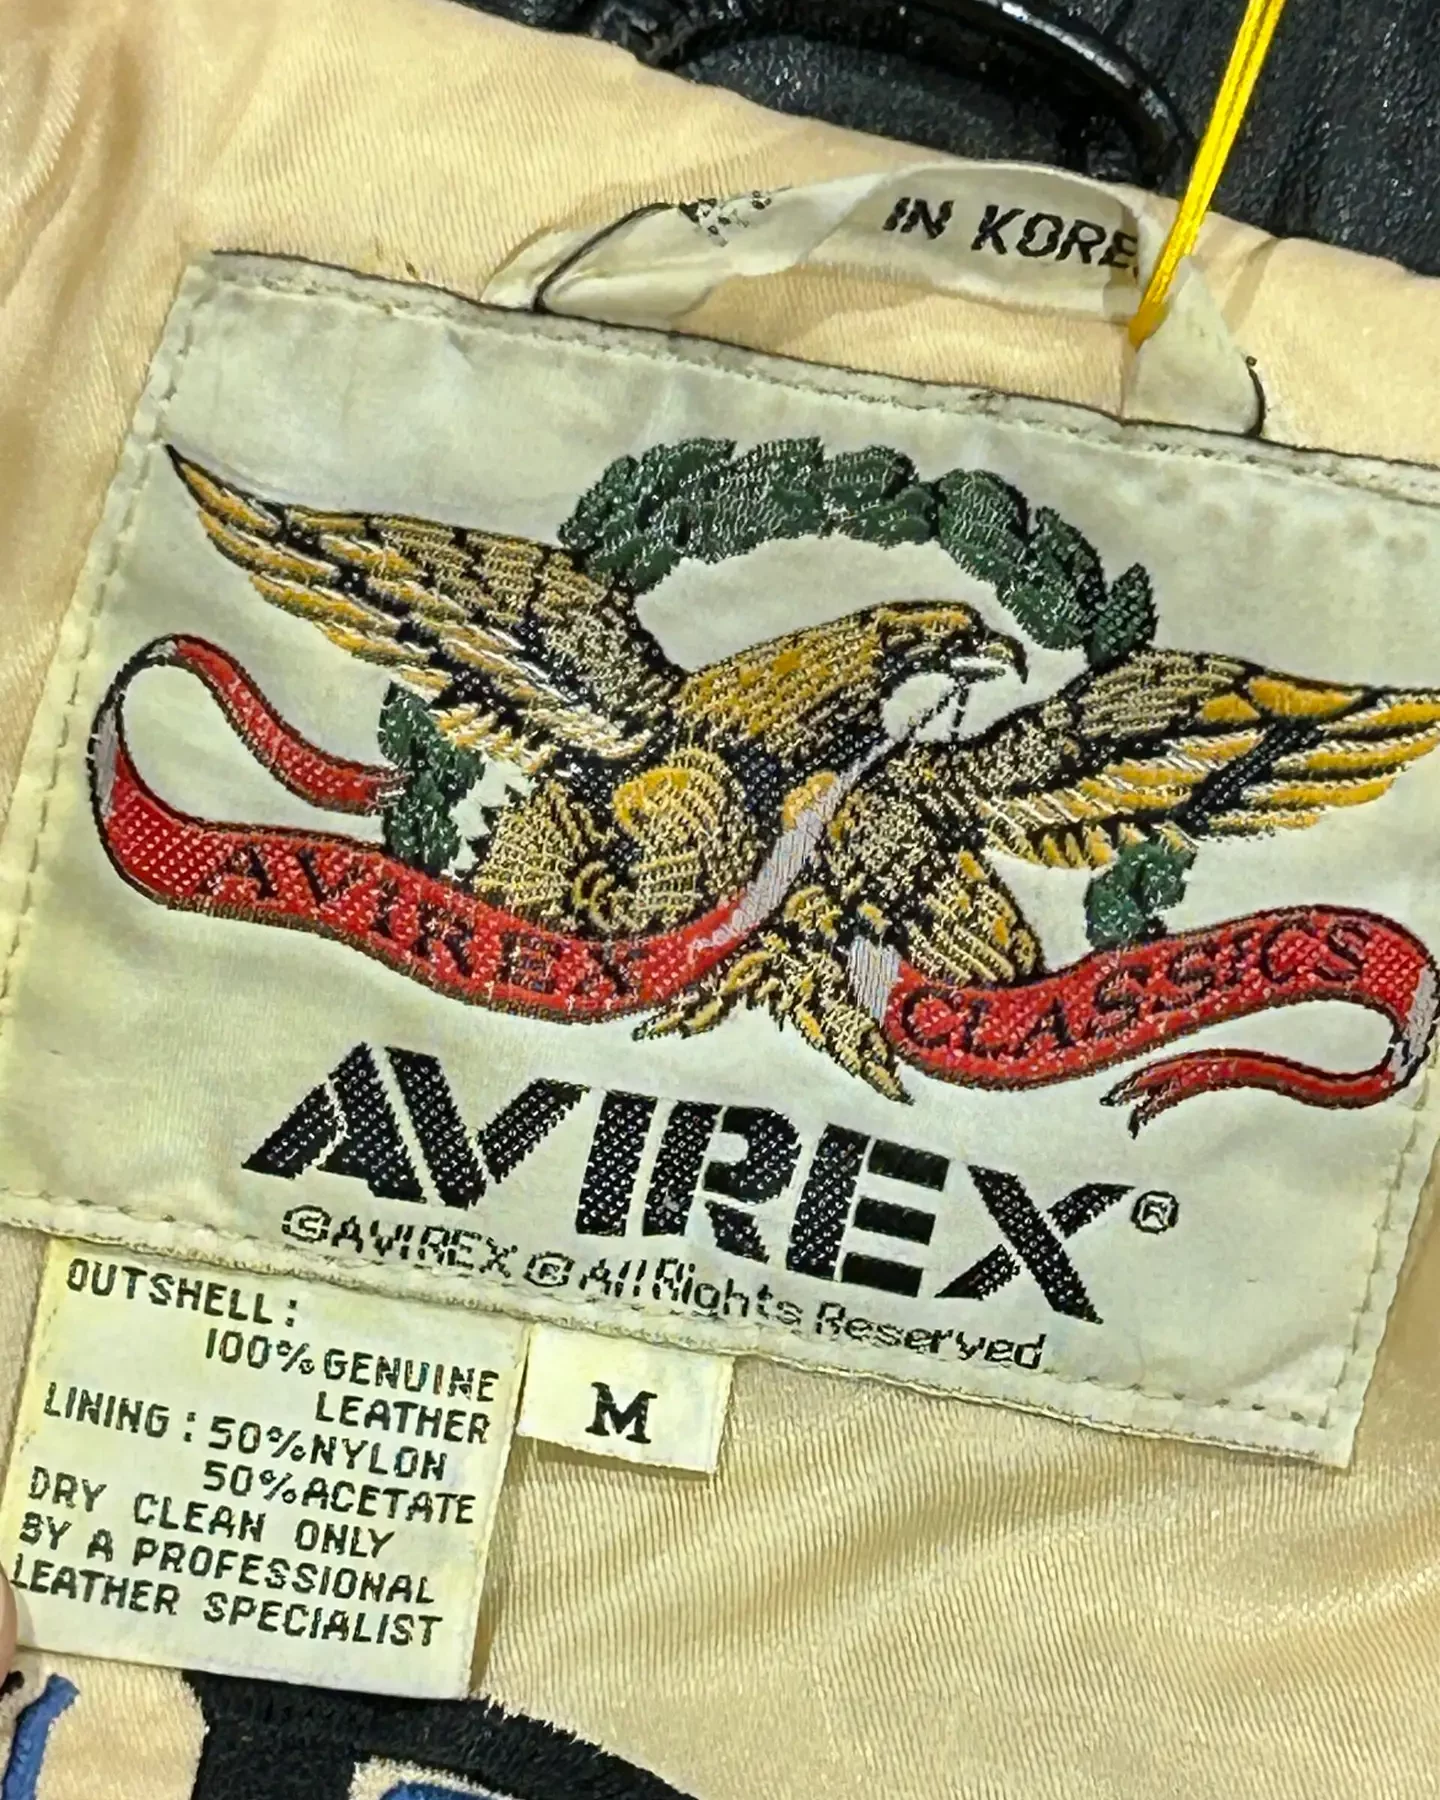 IN KORE
AVIREX CLASSICS
AVIREX®
©AVIREX® All Rights Reserved
OUTSHELL:
100% GENUINE
LEATHER
LINING: 50% NYLON
50% ACETATE
DRY CLEAN ONLY
BY A PROFESSIONAL
LEATHER SPECIALIST
M